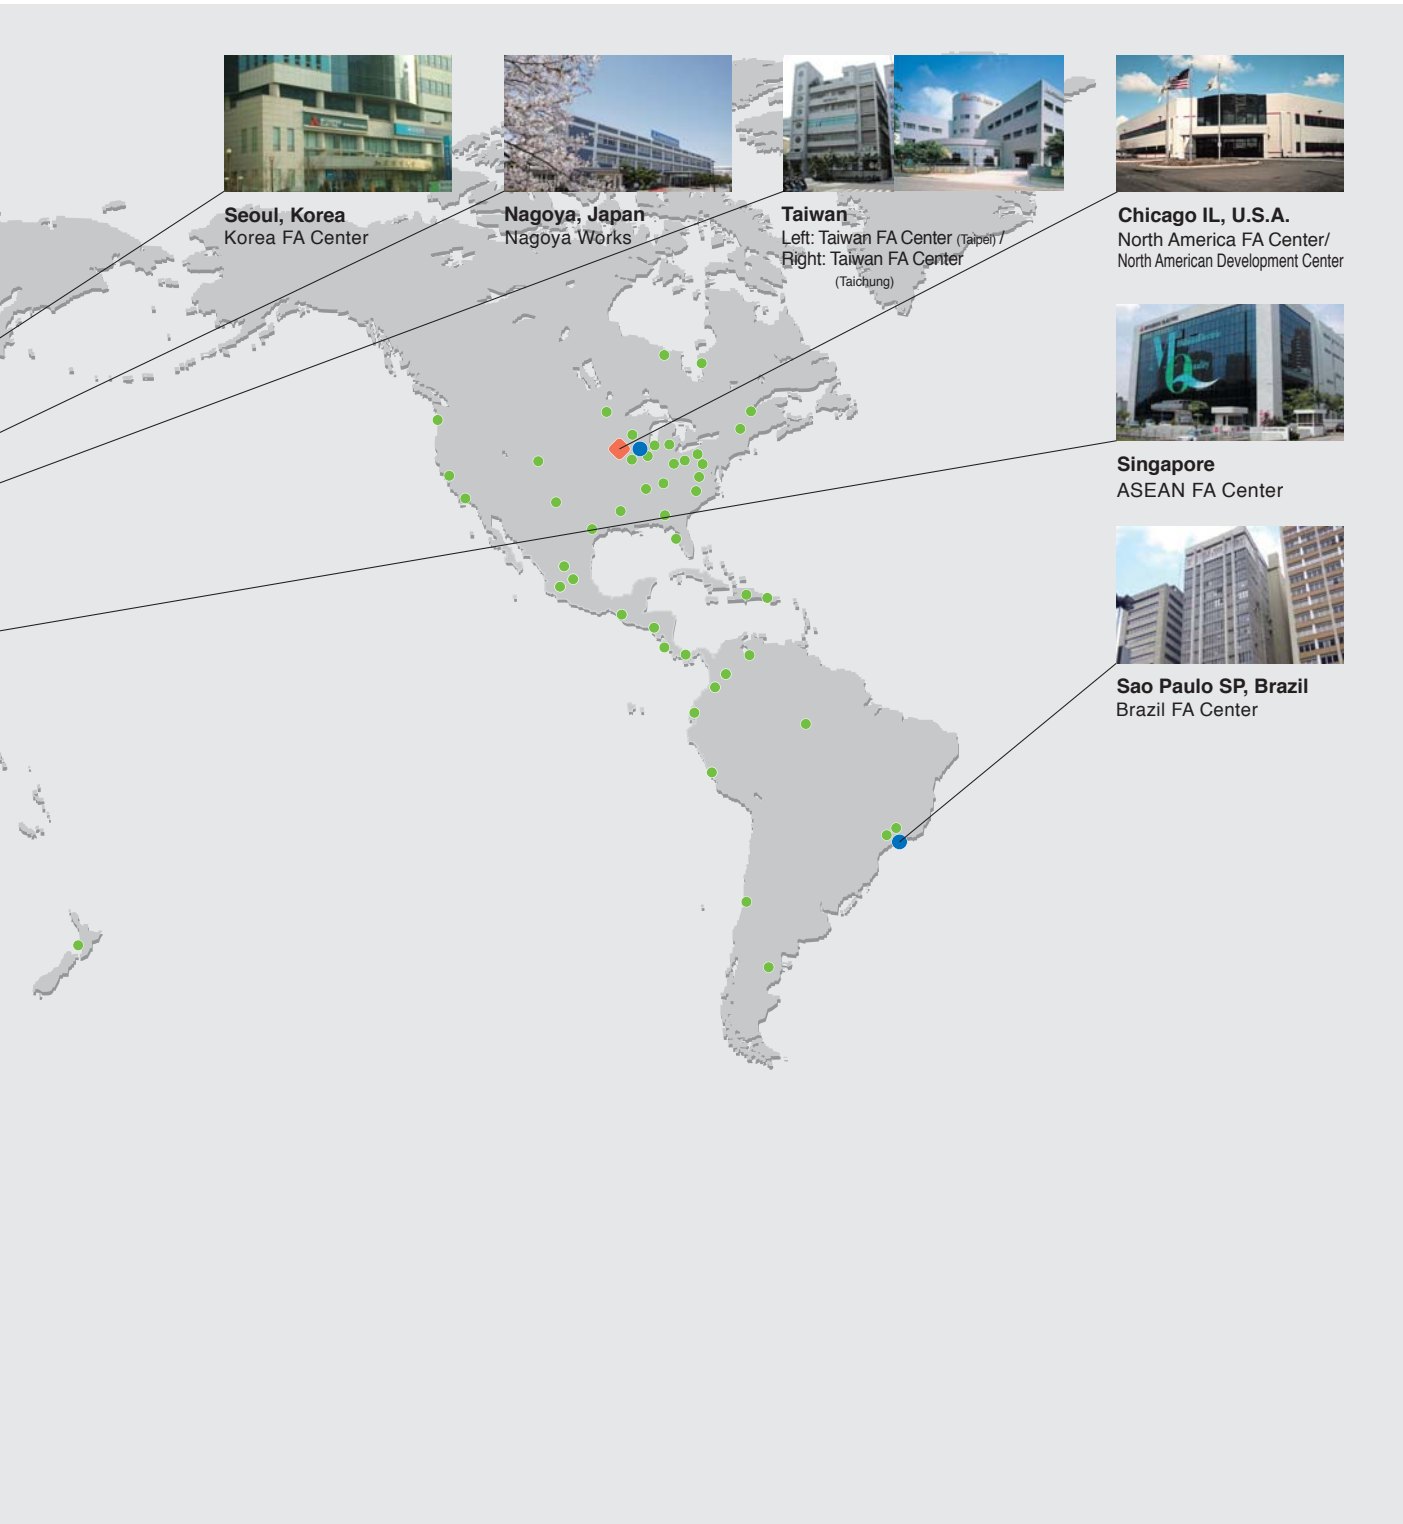 Seoul, Korea
Korea FA Center
Nagoya, Japan
Nagoya Works
Taiwan
Left: Taiwan FA Center (Taipei) /
Right: Taiwan FA Center
(Taichung)
Chicago IL, U.S.A.
North America FA Center/
North American Development Center
Singapore
ASEAN FA Center
Sao Paulo SP, Brazil
Brazil FA Center